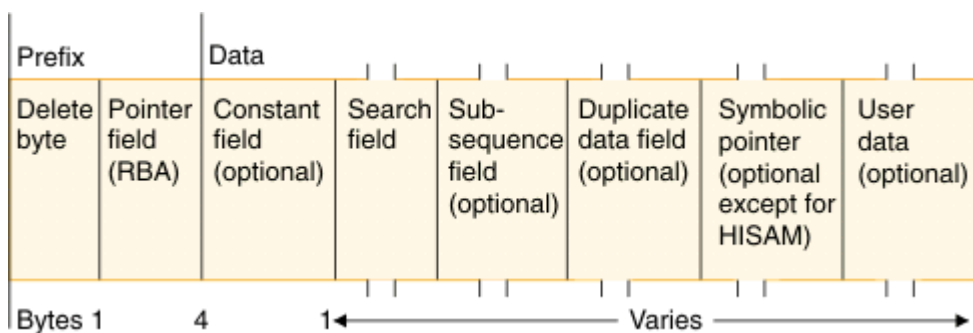 Prefix
Data
Delete
byte
Pointer
field
(RBA)
Constant
field
(optional)
Search
field
Sub-
sequence
field
(optional)
Duplicate
data field
(optional)
Symbolic
pointer
(optional
except for
HISAM)
User
data
(optional)
Bytes 1 4 1 Varies